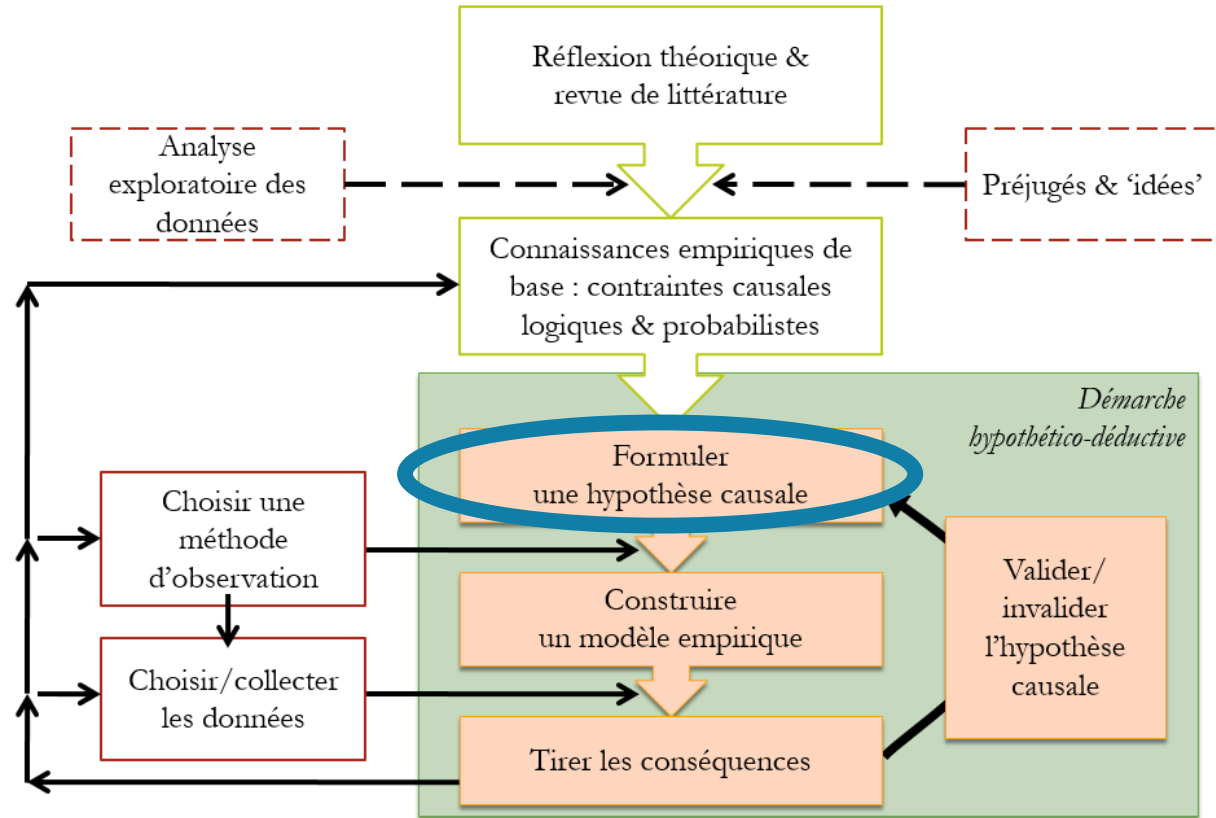 Réflexion théorique &
revue de littérature
Analyse
exploratoire des
données
Préjugés & ‘idées’
Connaissances empiriques de
base : contraintes causales
logiques & probabilistes
Démarche
hypothético-déductive
Formuler
une hypothèse causale
Choisir une
méthode
d’observation
Construire
un modèle empirique
Valider/
invalider
l’hypothèse
causale
Choisir/collecter
les données
Tirer les conséquences